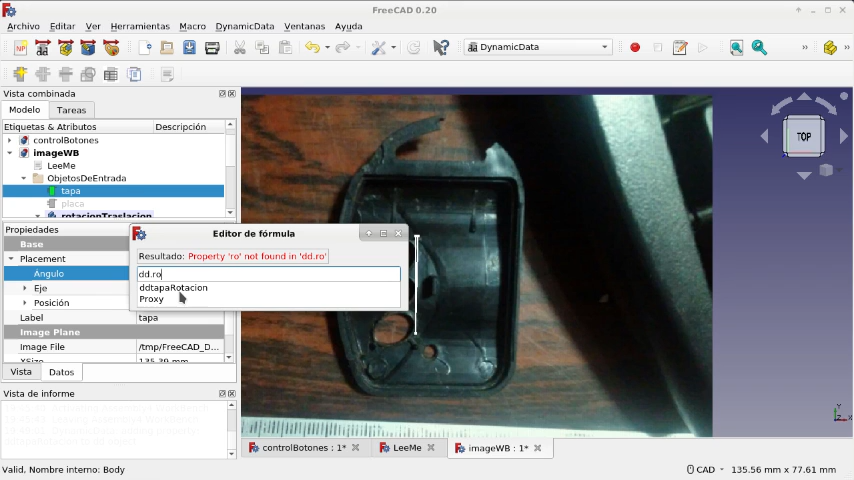 FreeCAD 0.20
Archivo Editar Ver Herramientas Macro DynamicData Ventanas Ayuda
DynamicData
Vista combinada
Modelo Tareas
Etiquetas & Atributos Descripción
controlBotones
imageWB
LeeMe
ObjetosDeEntrada
tapa
placa
rotacionTraslacion
Propiedades
Base
Placement
Ángulo
Eje
Posición
Label tapa
Image Plane
Image File /tmp/FreeCAD_D...
XSize 135.39 mm
Vista Datos
Vista de informe
Editor de fórmula
Resultado: Property 'ro' not found in 'dd.ro'
dd.ro
ddtapaRotacion
Proxy
TOP
controlBotones : 1* LeeMe imageWB : 1*
Valid, Nombre interno: Body CAD 135.56 mm x 77.61 mm